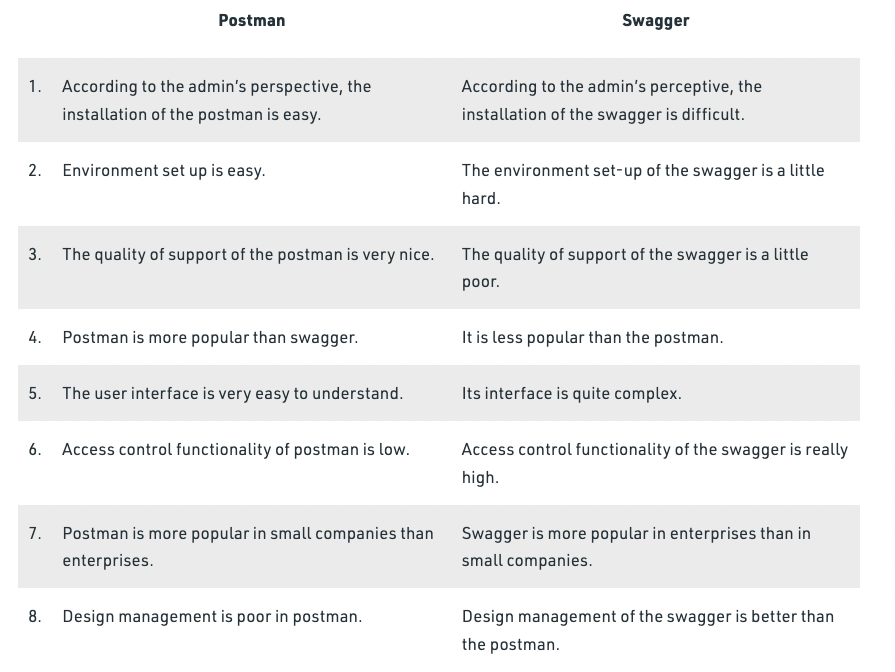 Postman Swagger
1. According to the admin's perspective, the
installation of the postman is easy.
According to the admin's perceptive, the
installation of the swagger is difficult.
2. Environment set up is easy.
The environment set-up of the swagger is a little
hard.
3. The quality of support of the postman is very nice.
The quality of support of the swagger is a little
poor.
4. Postman is more popular than swagger.
It is less popular than the postman.
5. The user interface is very easy to understand.
Its interface is quite complex.
6. Access control functionality of postman is low.
Access control functionality of the swagger is really
high.
7. Postman is more popular in small companies than
enterprises.
Swagger is more popular in enterprises than in
small companies.
8. Design management is poor in postman.
Design management of the swagger is better than
the postman.